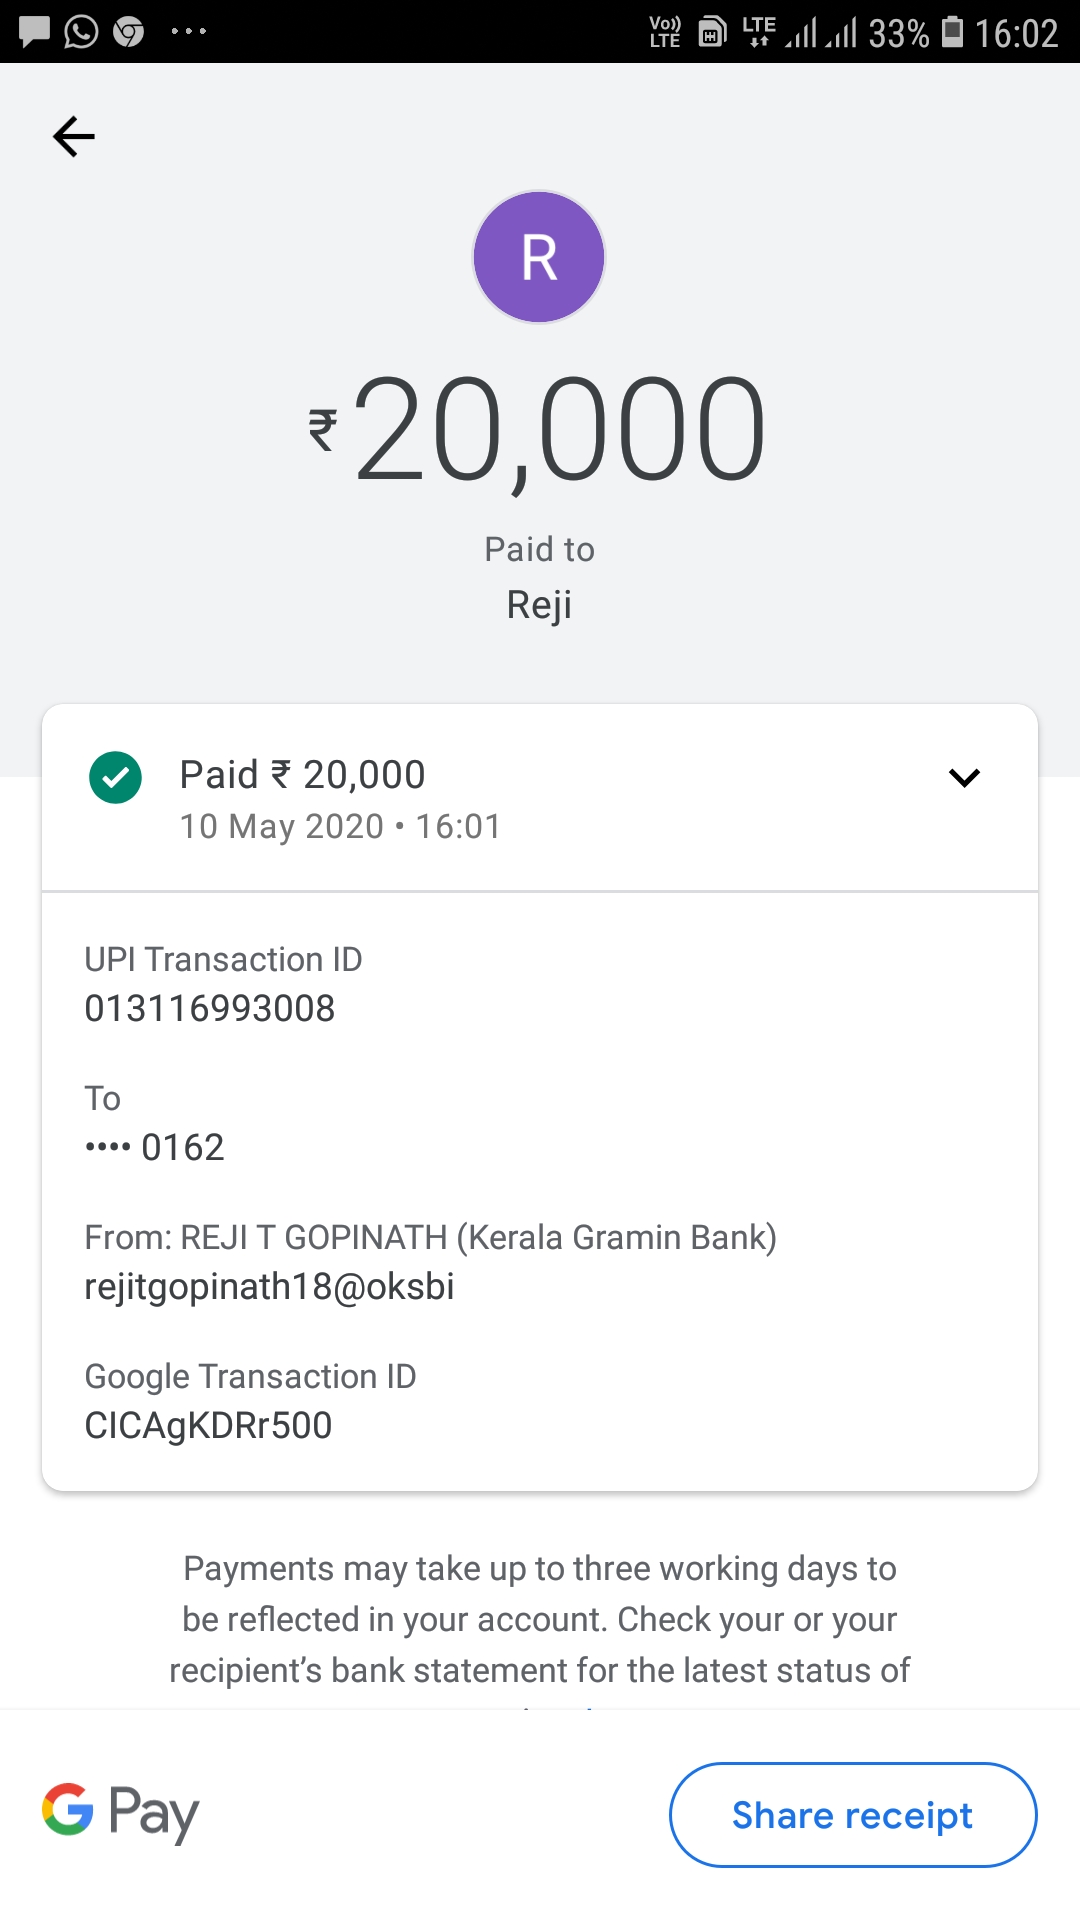 Vo)) LTE LTE 33% 16:02
R
₹20,000
Paid to
Reji
Paid ₹ 20,000
10 May 2020 • 16:01
UPI Transaction ID
013116993008
To
•••• 0162
From: REJI T GOPINATH (Kerala Gramin Bank)
rejitgopinath18@oksbi
Google Transaction ID
CICAgKDRr500
Payments may take up to three working days to
be reflected in your account. Check your or your
recipient’s bank statement for the latest status of
G Pay
Share receipt